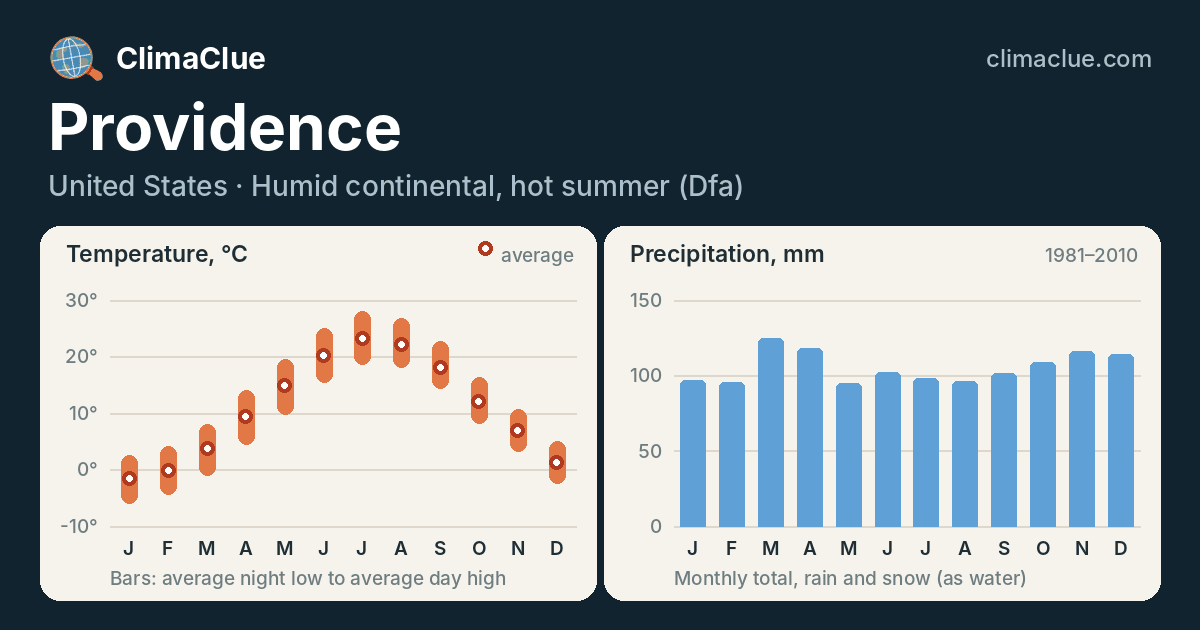 ClimaClue
climaclue.com
Providence
United States · Humid continental, hot summer (Dfa)
Temperature, °C
average
30°
20°
10°
0°
-10°
J F M A M J J A S O N D
Bars: average night low to average day high
Precipitation, mm
1981–2010
150
100
50
0
J F M A M J J A S O N D
Monthly total, rain and snow (as water)